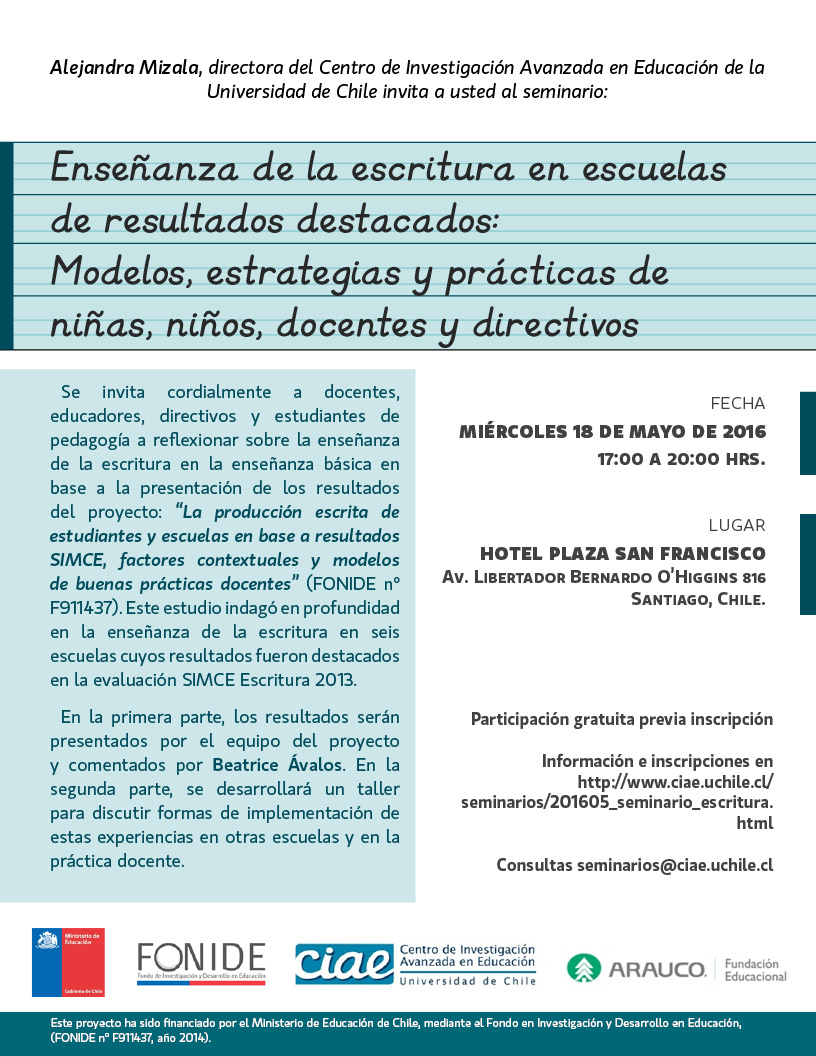 Alejandra Mizala, directora del Centro de Investigación Avanzada en Educación de la
Universidad de Chile invita a usted al seminario:
Enseñanza de la escritura en escuelas
de resultados destacados:
Modelos, estrategias y prácticas de
niñas, niños, docentes y directivos
Se invita cordialmente a docentes,
educadores, directivos y estudiantes de
pedagogía a reflexionar sobre la enseñanza
de la escritura en la enseñanza básica en
base a la presentación de los resultados
del proyecto: “La producción escrita de
estudiantes y escuelas en base a resultados
SIMCE, factores contextuales y modelos
de buenas prácticas docentes” (FONIDE nº
F911437). Este estudio indagó en profundidad
en la enseñanza de la escritura en seis
escuelas cuyos resultados fueron destacados
en la evaluación SIMCE Escritura 2013.
En la primera parte, los resultados serán
presentados por el equipo del proyecto
y comentados por Beatrice Ávalos. En la
segunda parte, se desarrollará un taller
para discutir formas de implementación de
estas experiencias en otras escuelas y en la
práctica docente.
FECHA
MIÉRCOLES 18 DE MAYO DE 2016
17:00 A 20:00 HRS.
LUGAR
HOTEL PLAZA SAN FRANCISCO
Av. Libertador Bernardo O’Higgins 816
Santiago, Chile.
Participación gratuita previa inscripción
Información e inscripciones en
http://www.ciae.uchile.cl/
seminarios/201605_seminario_escritura.
html
Consultas seminarios@ciae.uchile.cl
Ministerio de
Educación
Gobierno de Chile
FONIDE
Fondo de Investigación y Desarrollo en Educación
ciae
Centro de Investigación
Avanzada en Educación
Universidad de Chile
ARAUCO
Fundación
Educacional
Este proyecto ha sido financiado por el Ministerio de Educación de Chile, mediante el Fondo en Investigación y Desarrollo en Educación,
(FONIDE nº F911437, año 2014).